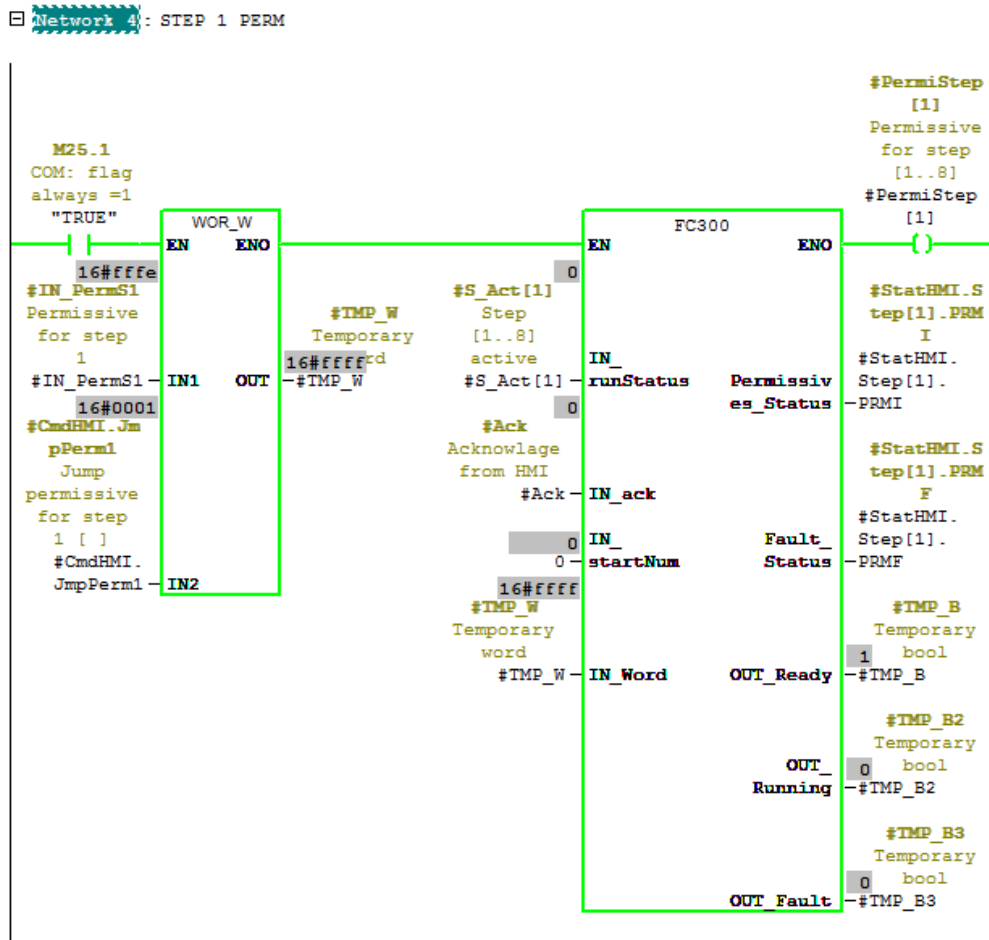 Network 4: STEP 1 PERM
#PermiStep
[1]
Permissive
for step
[1..8]
#PermiStep
[1]
M25.1
COM: flag
always =1
"TRUE"
WOR_W
EN ENO
FC300
EN ENO
16#fffe
#IN_PermS1
Permissive
for step
1
#IN_PermS1
IN1 OUT
#TMP_W
Temporary
16#ffff
rd
#TMP_W
16#0001
#CmdHMI.Jm
pPerm1
Jump
permissive
for step
1 [ ]
#CmdHMI.
JmpPerm1
IN2
0
#S_Act[1]
Step
[1..8]
active
#S_Act[1]
IN_
runStatus
0
#Ack
Acknowlage
from HMI
#Ack
IN_ack
0
0
IN_
startNum
16#ffff
#TMP_W
Temporary
word
#TMP_W
IN_Word
Permissiv
es_Status
#StatHMI.S
tep[1].PRM
I
#StatHMI.
Step[1].
PRMI
Fault_
Status
#StatHMI.S
tep[1].PRM
F
#StatHMI.
Step[1].
PRMF
OUT_Ready
#TMP_B
Temporary
bool
1
#TMP_B
OUT_
Running
#TMP_B2
Temporary
bool
0
#TMP_B2
OUT_Fault
#TMP_B3
Temporary
bool
0
#TMP_B3